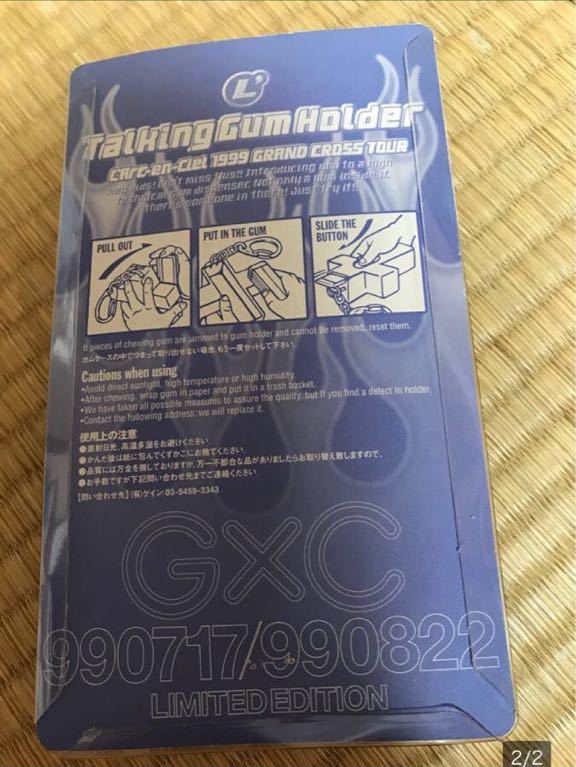 L'
Talking Gum Holder
L'Arc-en-Ciel 1999 GRAND CROSS TOUR
kids! Don't miss this!! Introducing you to a high
technical gum dispenser. Not only a gum inside it,
there's someone in there! Just try it!!
PULL OUT
PUT IN THE GUM
SLIDE THE
BUTTON
If pieces of chewing gum are jammed in gum holder and cannot Be removed, reset them.
ガムケースの中でつまって取り出せない場合、もう一度セットして下さい
Cautions when using
•Avoid direct sunlight, high temperature or high humidity.
•After chewing, wrap gum in paper and put it in a trash basket.
•We have taken all possible measures to assure the quality, but If you find a defect In holder,
•Contact the following address: we will replace it.
使用上の注意
●直射日光、高温多湿をお避けください
●かんだ後は紙に包んでくずかごにお捨てください
●品質には万全を機しておりますが、万一不都合な品がありましたらお取り替え致しますので、
●お手数ですが下記問い合わせ先までご連絡ください
[問い合わせ先] (有)ゲイン 03-5459-3343
G×C
990717/990822
LIMITED EDITION
2/2